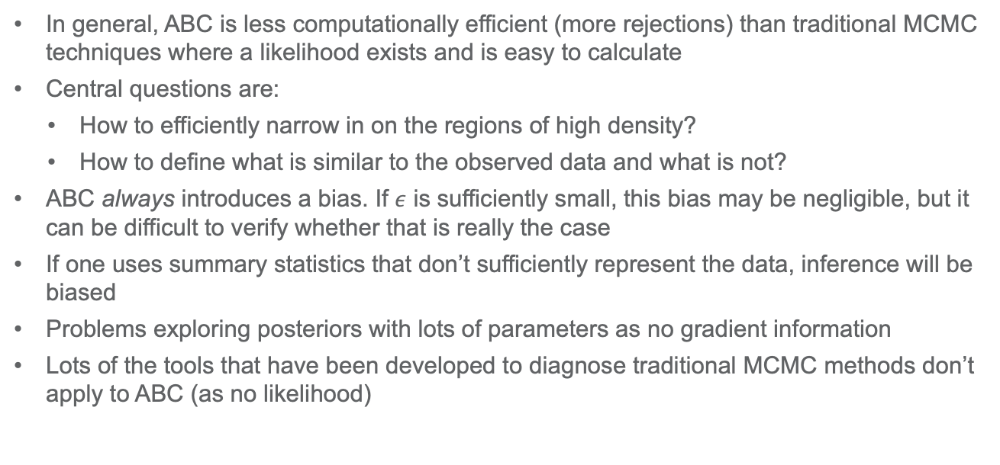 • In general, ABC is less computationally efficient (more rejections) than traditional MCMC
techniques where a likelihood exists and is easy to calculate
• Central questions are:
• How to efficiently narrow in on the regions of high density?
• How to define what is similar to the observed data and what is not?
• ABC always introduces a bias. If ϵ is sufficiently small, this bias may be negligible, but it
can be difficult to verify whether that is really the case
• If one uses summary statistics that don’t sufficiently represent the data, inference will be
biased
• Problems exploring posteriors with lots of parameters as no gradient information
• Lots of the tools that have been developed to diagnose traditional MCMC methods don’t
apply to ABC (as no likelihood)